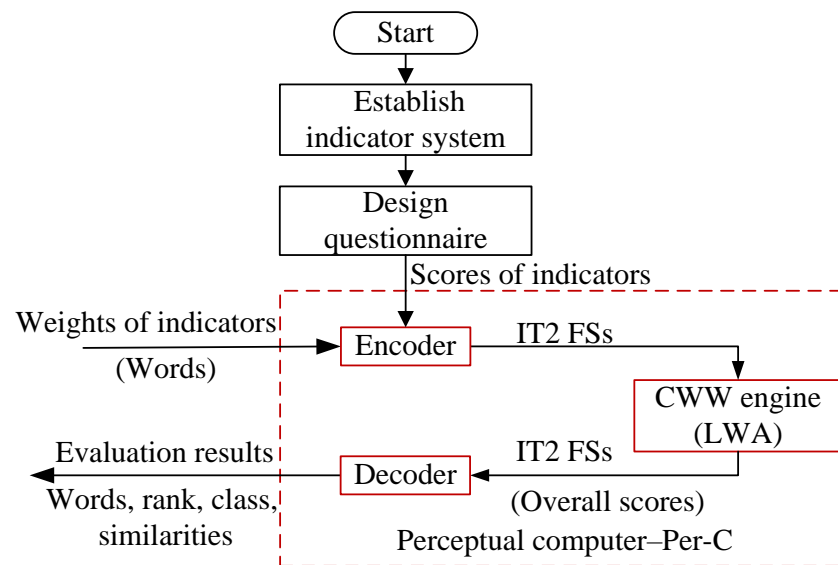 Start
Establish
indicator system
Design
questionnaire
Scores of indicators
Weights of indicators
(Words)
Encoder
IT2 FSs
CWW engine
(LWA)
IT2 FSs
(Overall scores)
Decoder
Evaluation results
Words, rank, class,
similarities
Perceptual computer–Per-C